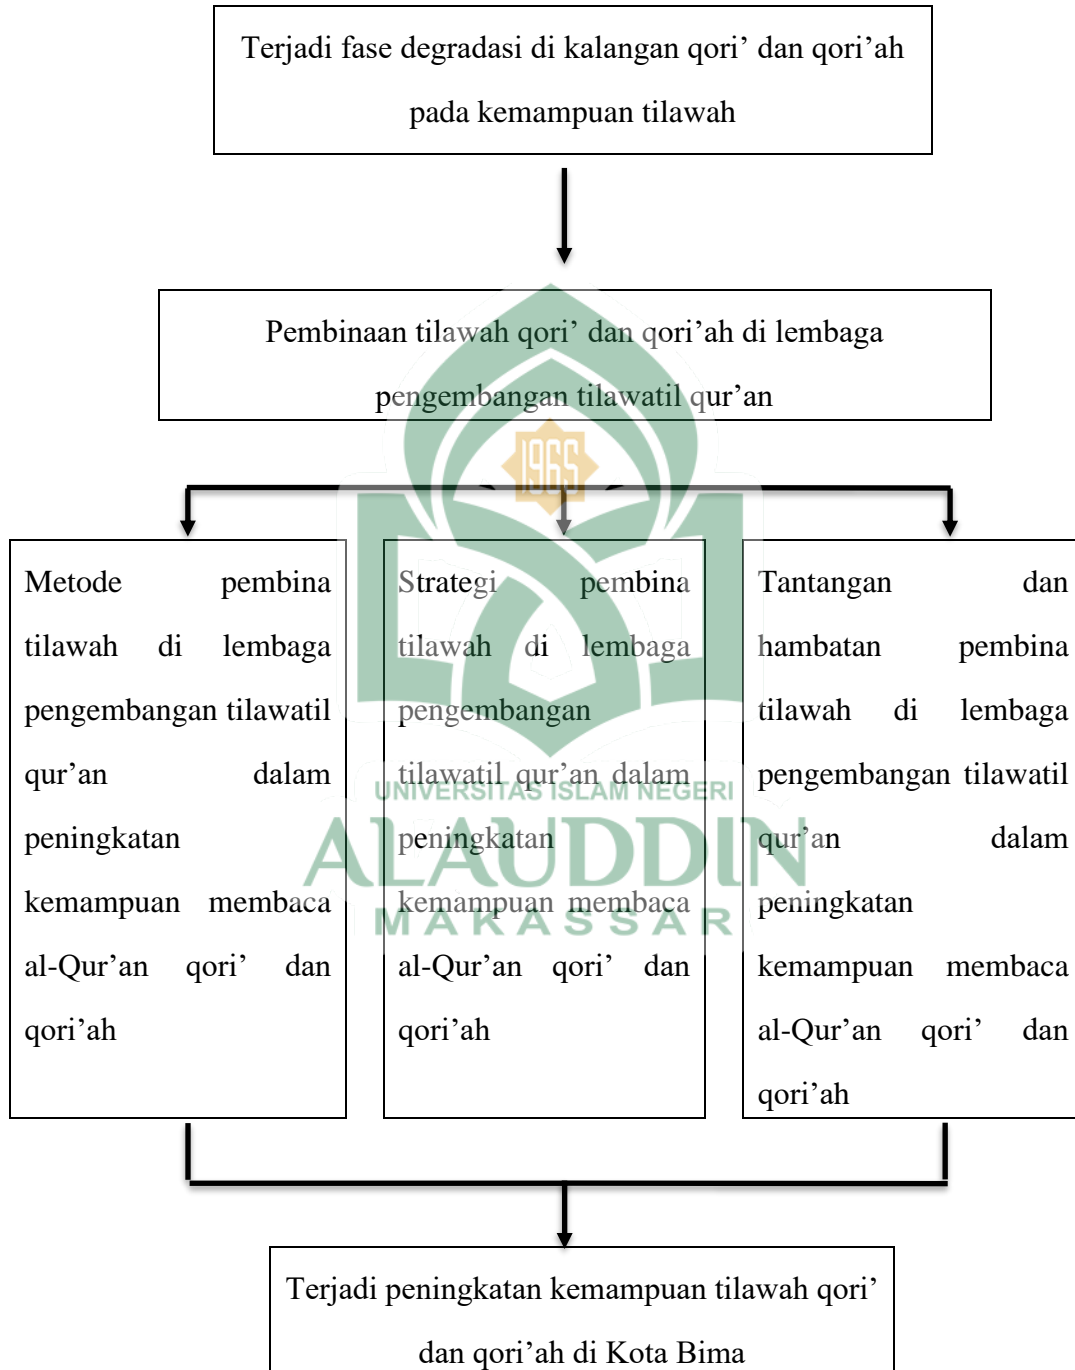 Terjadi fase degradasi di kalangan qori’ dan qori’ah
pada kemampuan tilawah
Pembinaan tilawah qori’ dan qori’ah di lembaga
pengembangan tilawatil qur’an
1965
Metode pembina
tilawah di lembaga
pengembangan tilawatil
qur’an dalam
peningkatan
kemampuan membaca
al-Qur’an qori’ dan
qori’ah
Strategi pembina
tilawah di lembaga
pengembangan
tilawatil qur’an dalam
peningkatan
kemampuan membaca
al-Qur’an qori’ dan
qori’ah
Tantangan dan
hambatan pembina
tilawah di lembaga
pengembangan tilawatil
qur’an dalam
peningkatan
kemampuan membaca
al-Qur’an qori’ dan
qori’ah
UNIVERSITAS ISLAM NEGERI
ALAUDDIN
MAKASSAR
Terjadi peningkatan kemampuan tilawah qori’
dan qori’ah di Kota Bima